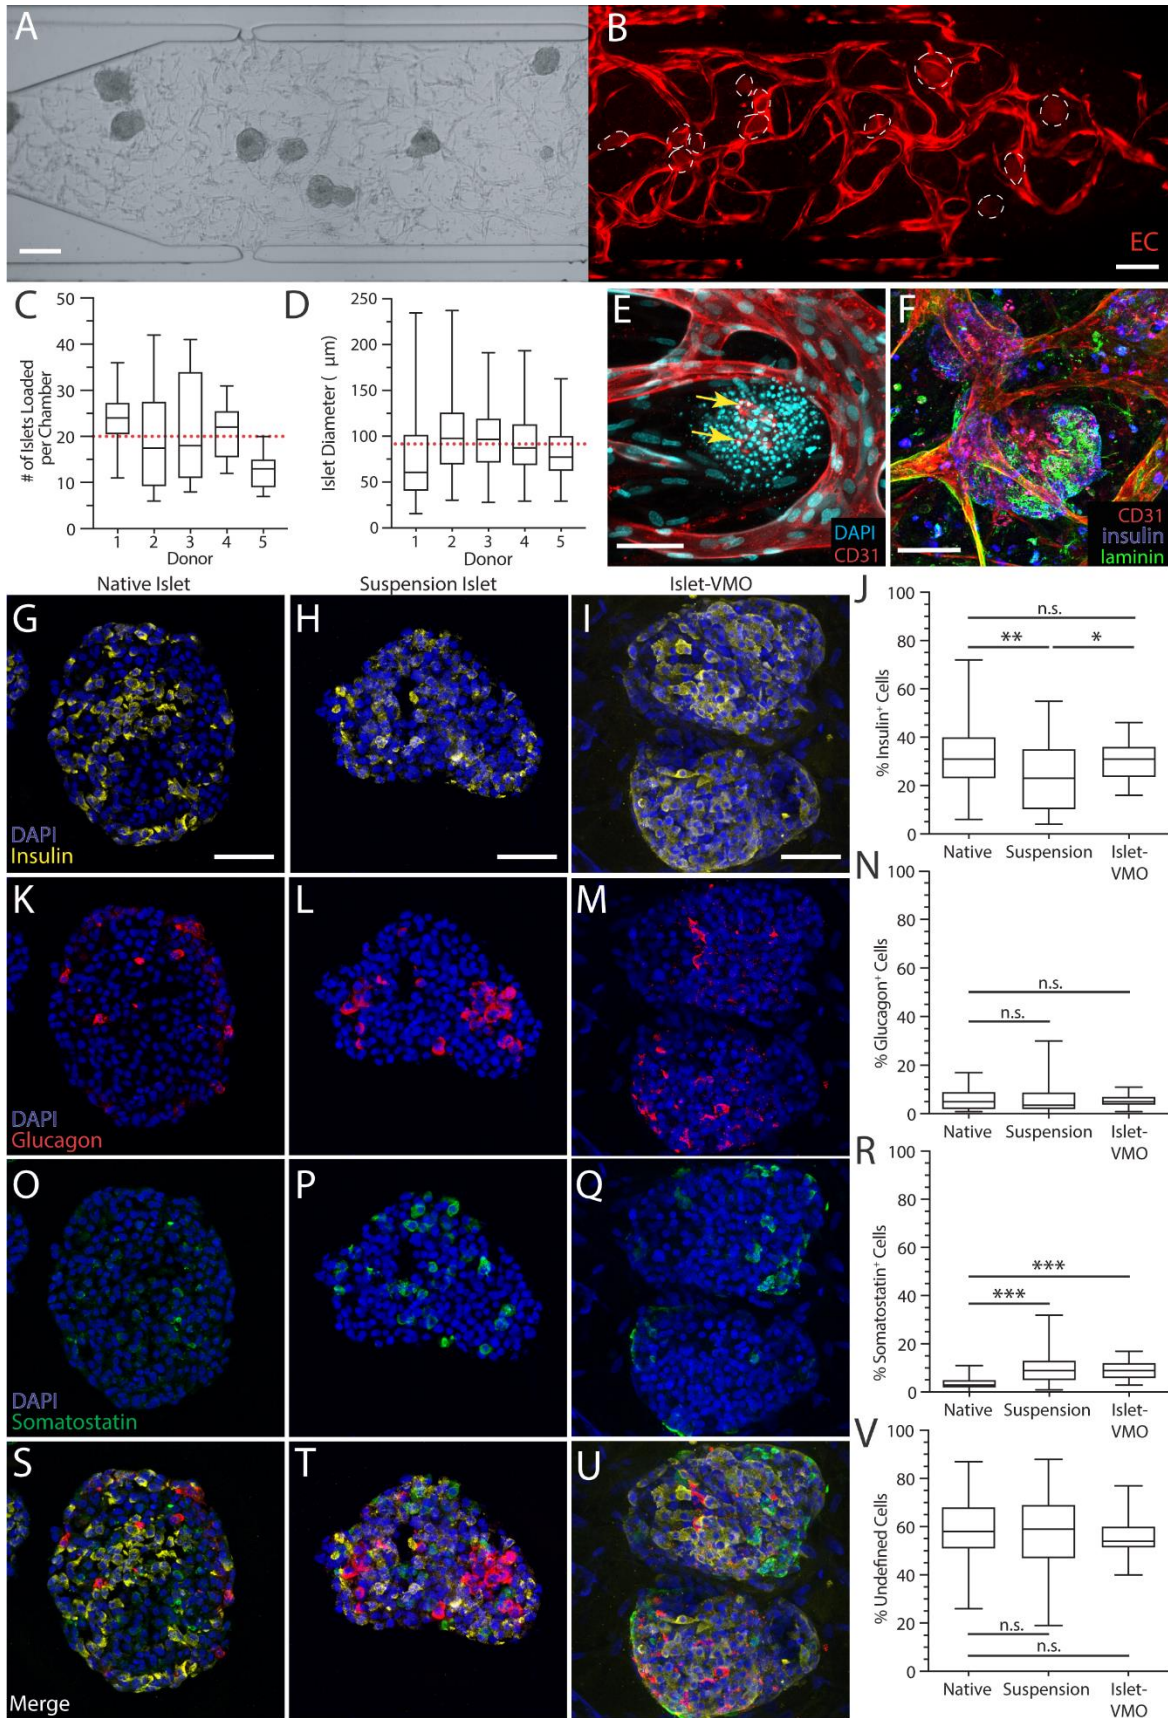 A
B
EC
C
# of Islets Loaded
per Chamber
50
40
30
20
10
0
1 2 3 4 5
Donor
D
Islet Diameter ( µm)
250
200
150
100
50
0
1 2 3 4 5
Donor
E
DAPI
CD31
F
CD31
insulin
laminin
Native Islet
Suspension Islet
Islet-VMO
G
DAPI
Insulin
H
I
J
% Insulin⁺ Cells
100
80
60
40
20
0
n.s.
**
*
Native
Suspension
Islet-
VMO
K
DAPI
Glucagon
L
M
N
% Glucagon⁺ Cells
100
80
60
40
20
0
n.s.
n.s.
Native
Suspension
Islet-
VMO
O
DAPI
Somatostatin
P
Q
R
% Somatostatin⁺ Cells
100
80
60
40
20
0
***
***
Native
Suspension
Islet-
VMO
S
Merge
T
U
V
% Undefined Cells
100
80
60
40
20
0
n.s.
n.s.
Native
Suspension
Islet-
VMO